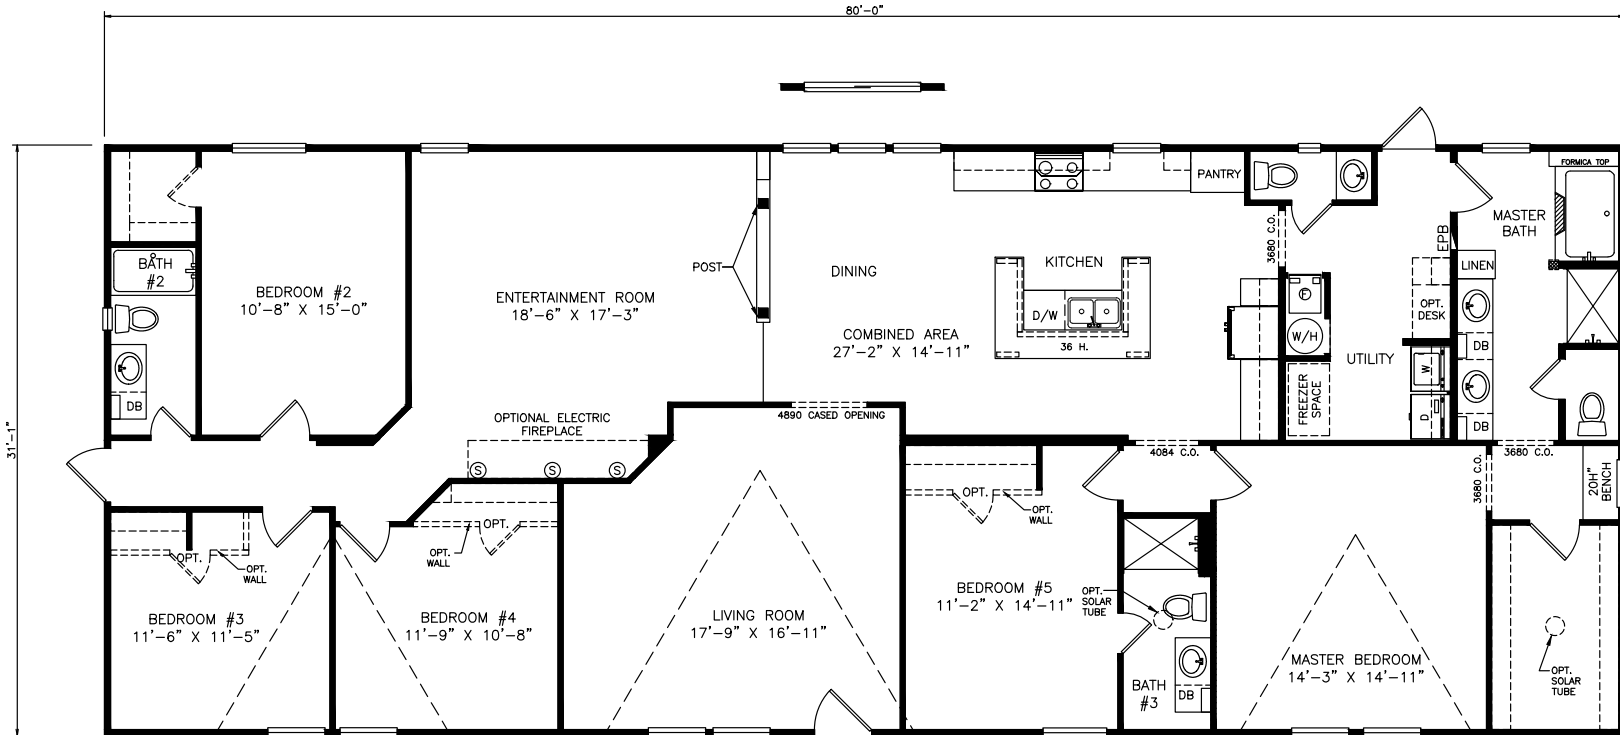 80'-0"
31'-1"
FORMICA TOP
PANTRY
MASTER
BATH
3680 C.O.
EPB
LINEN
BATH
#2
POST
DINING
KITCHEN
BEDROOM #2
10'-8" X 15'-0"
ENTERTAINMENT ROOM
18'-6" X 17'-3"
F
OPT.
DESK
D/W
COMBINED AREA
27'-2" X 14'-11"
36 H.
W/H
UTILITY
DB
W
FREEZER
SPACE
DB
D
DB
OPTIONAL ELECTRIC
FIREPLACE
4890 CASED OPENING
DB
S
S
S
4084 C.O.
3680 C.O.
3680 C.O.
20H"
BENCH
OPT.
OPT.
WALL
OPT.
OPT.
WALL
OPT.
OPT.
WALL
BEDROOM #3
11'-6" X 11'-5"
BEDROOM #4
11'-9" X 10'-8"
LIVING ROOM
17'-9" X 16'-11"
BEDROOM #5
11'-2" X 14'-11"
OPT.
SOLAR
TUBE
BATH
#3
DB
MASTER BEDROOM
14'-3" X 14'-11"
OPT.
SOLAR
TUBE